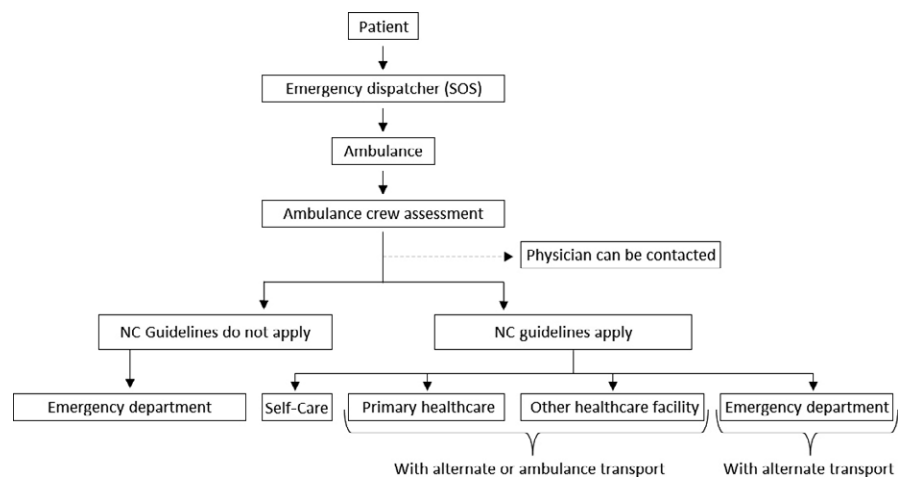 Patient
Emergency dispatcher (SOS)
Ambulance
Ambulance crew assessment
Physician can be contacted
NC Guidelines do not apply
NC guidelines apply
Emergency department
Self-Care
Primary healthcare
Other healthcare facility
Emergency department
With alternate or ambulance transport
With alternate transport